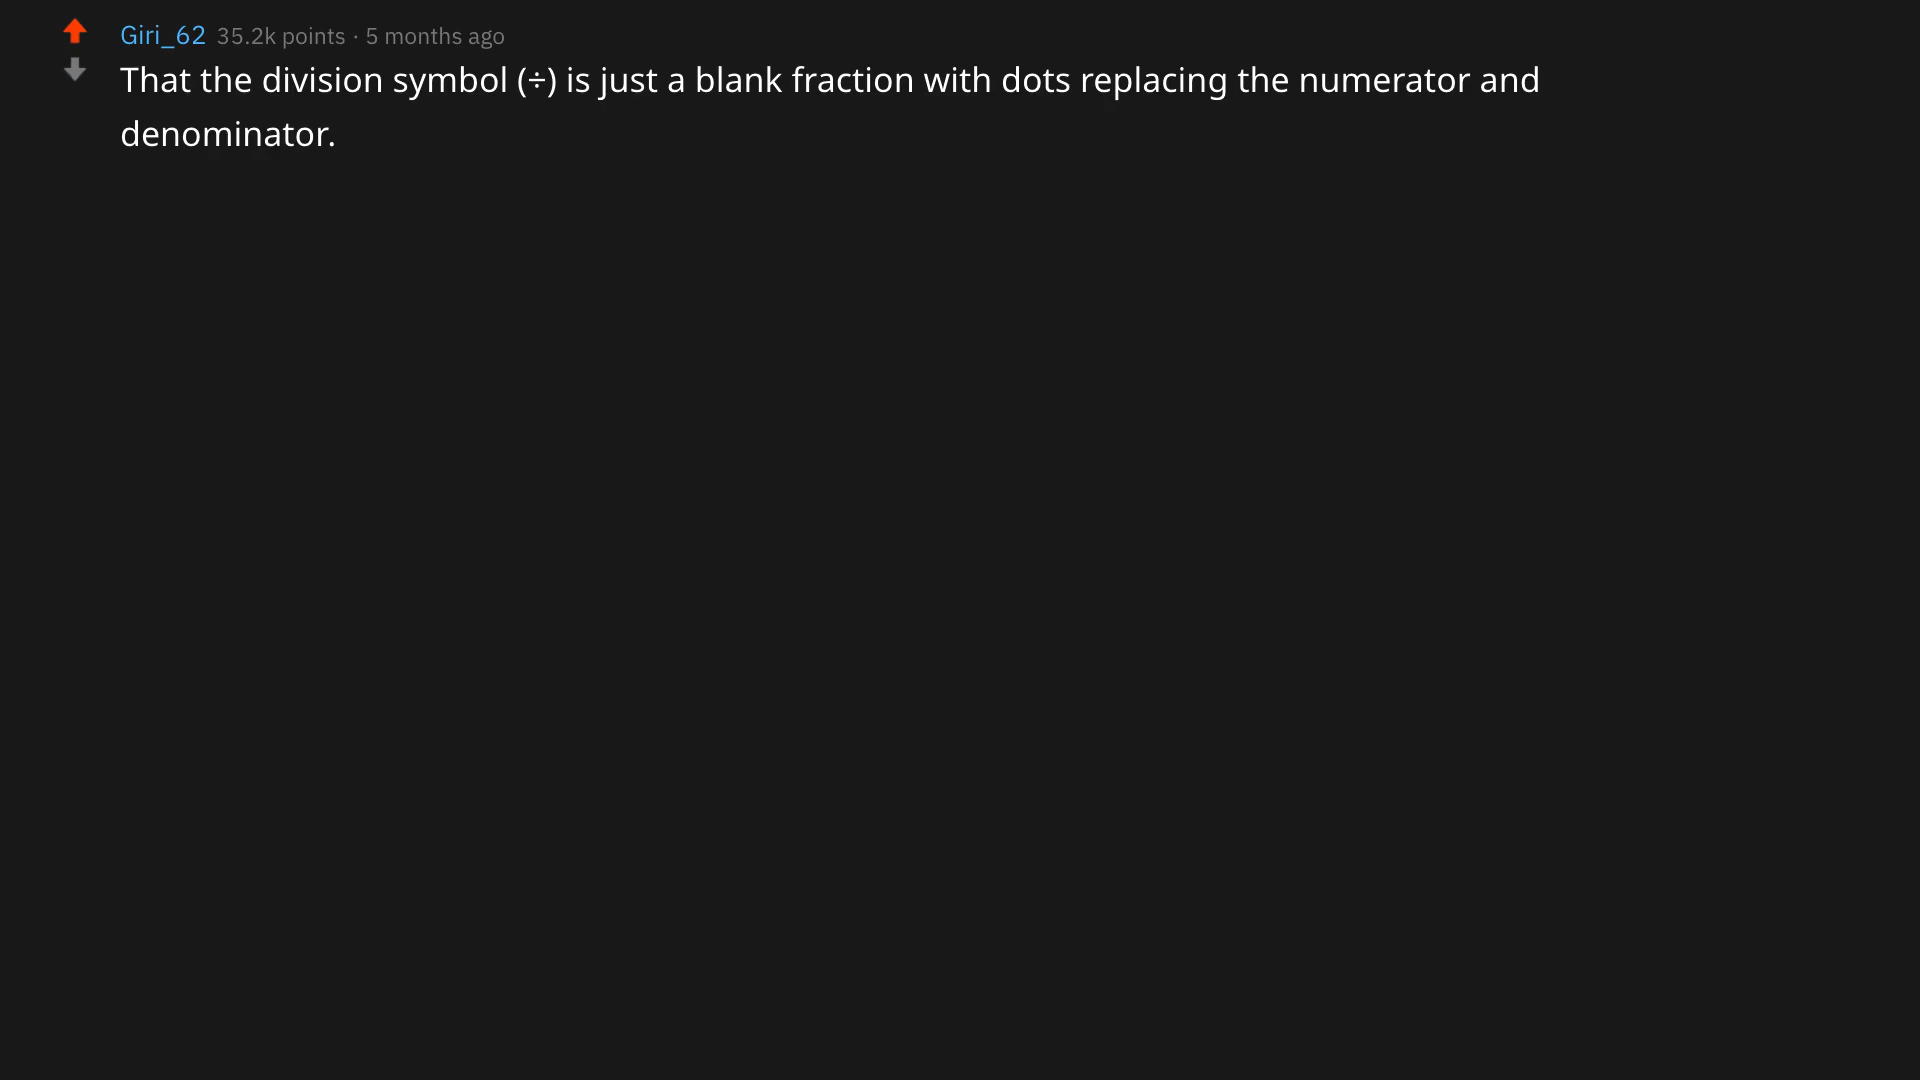 Giri_62 35.2k points · 5 months ago
That the division symbol (÷) is just a blank fraction with dots replacing the numerator and
denominator.